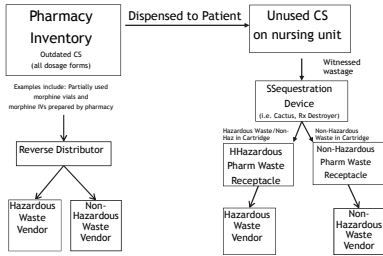 Pharmacy
Inventory
Outdated CS
(all dosage forms)
Dispensed to Patient
Unused CS
on nursing unit
Examples include: Partially used
morphine vials and
morphine IVs prepared by pharmacy
Witnessed
wastage
SSequestration
Device
(i.e. Cactus, Rx Destroyer)
Reverse Distributor
Hazardous Waste/Non-
Haz in Cartridge
Non-Hazardous
Waste in Cartridge
HHazardous
Pharm Waste
Receptacle
Non-Hazardous
Pharm Waste
Receptacle
Hazardous
Waste
Vendor
Non-
Hazardous
Waste
Vendor
Hazardous
Waste
Vendor
Non-
Hazardous
Waste
Vendor